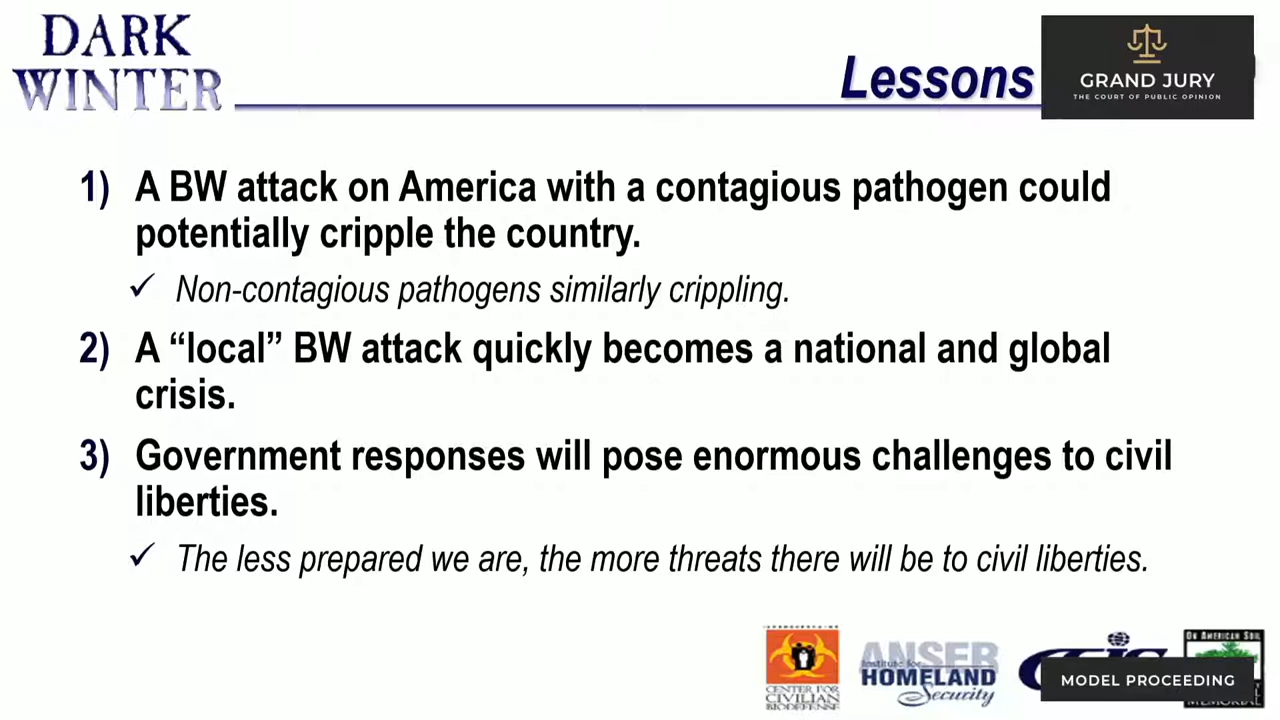 DARK
WINTER
Lessons
GRAND JURY
THE COURT OF PUBLIC OPINION
1) A BW attack on America with a contagious pathogen could
potentially cripple the country.
✓ Non-contagious pathogens similarly crippling.
2) A “local” BW attack quickly becomes a national and global
crisis.
3) Government responses will pose enormous challenges to civil
liberties.
✓ The less prepared we are, the more threats there will be to civil liberties.
CENTER FOR
CIVILIAN
BIODEFENSE
ANSER
Institute for
HOMELAND
Security
ON AMERICAN SOIL
MODEL PROCEEDING
MEMORIAL